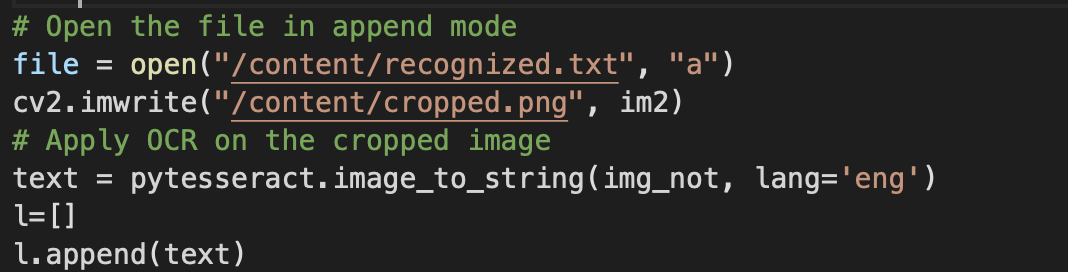 # Open the file in append mode
file = open("/content/recognized.txt", "a")
cv2.imwrite("/content/cropped.png", im2)
# Apply OCR on the cropped image
text = pytesseract.image_to_string(img_not, lang='eng')
l=[]
l.append(text)